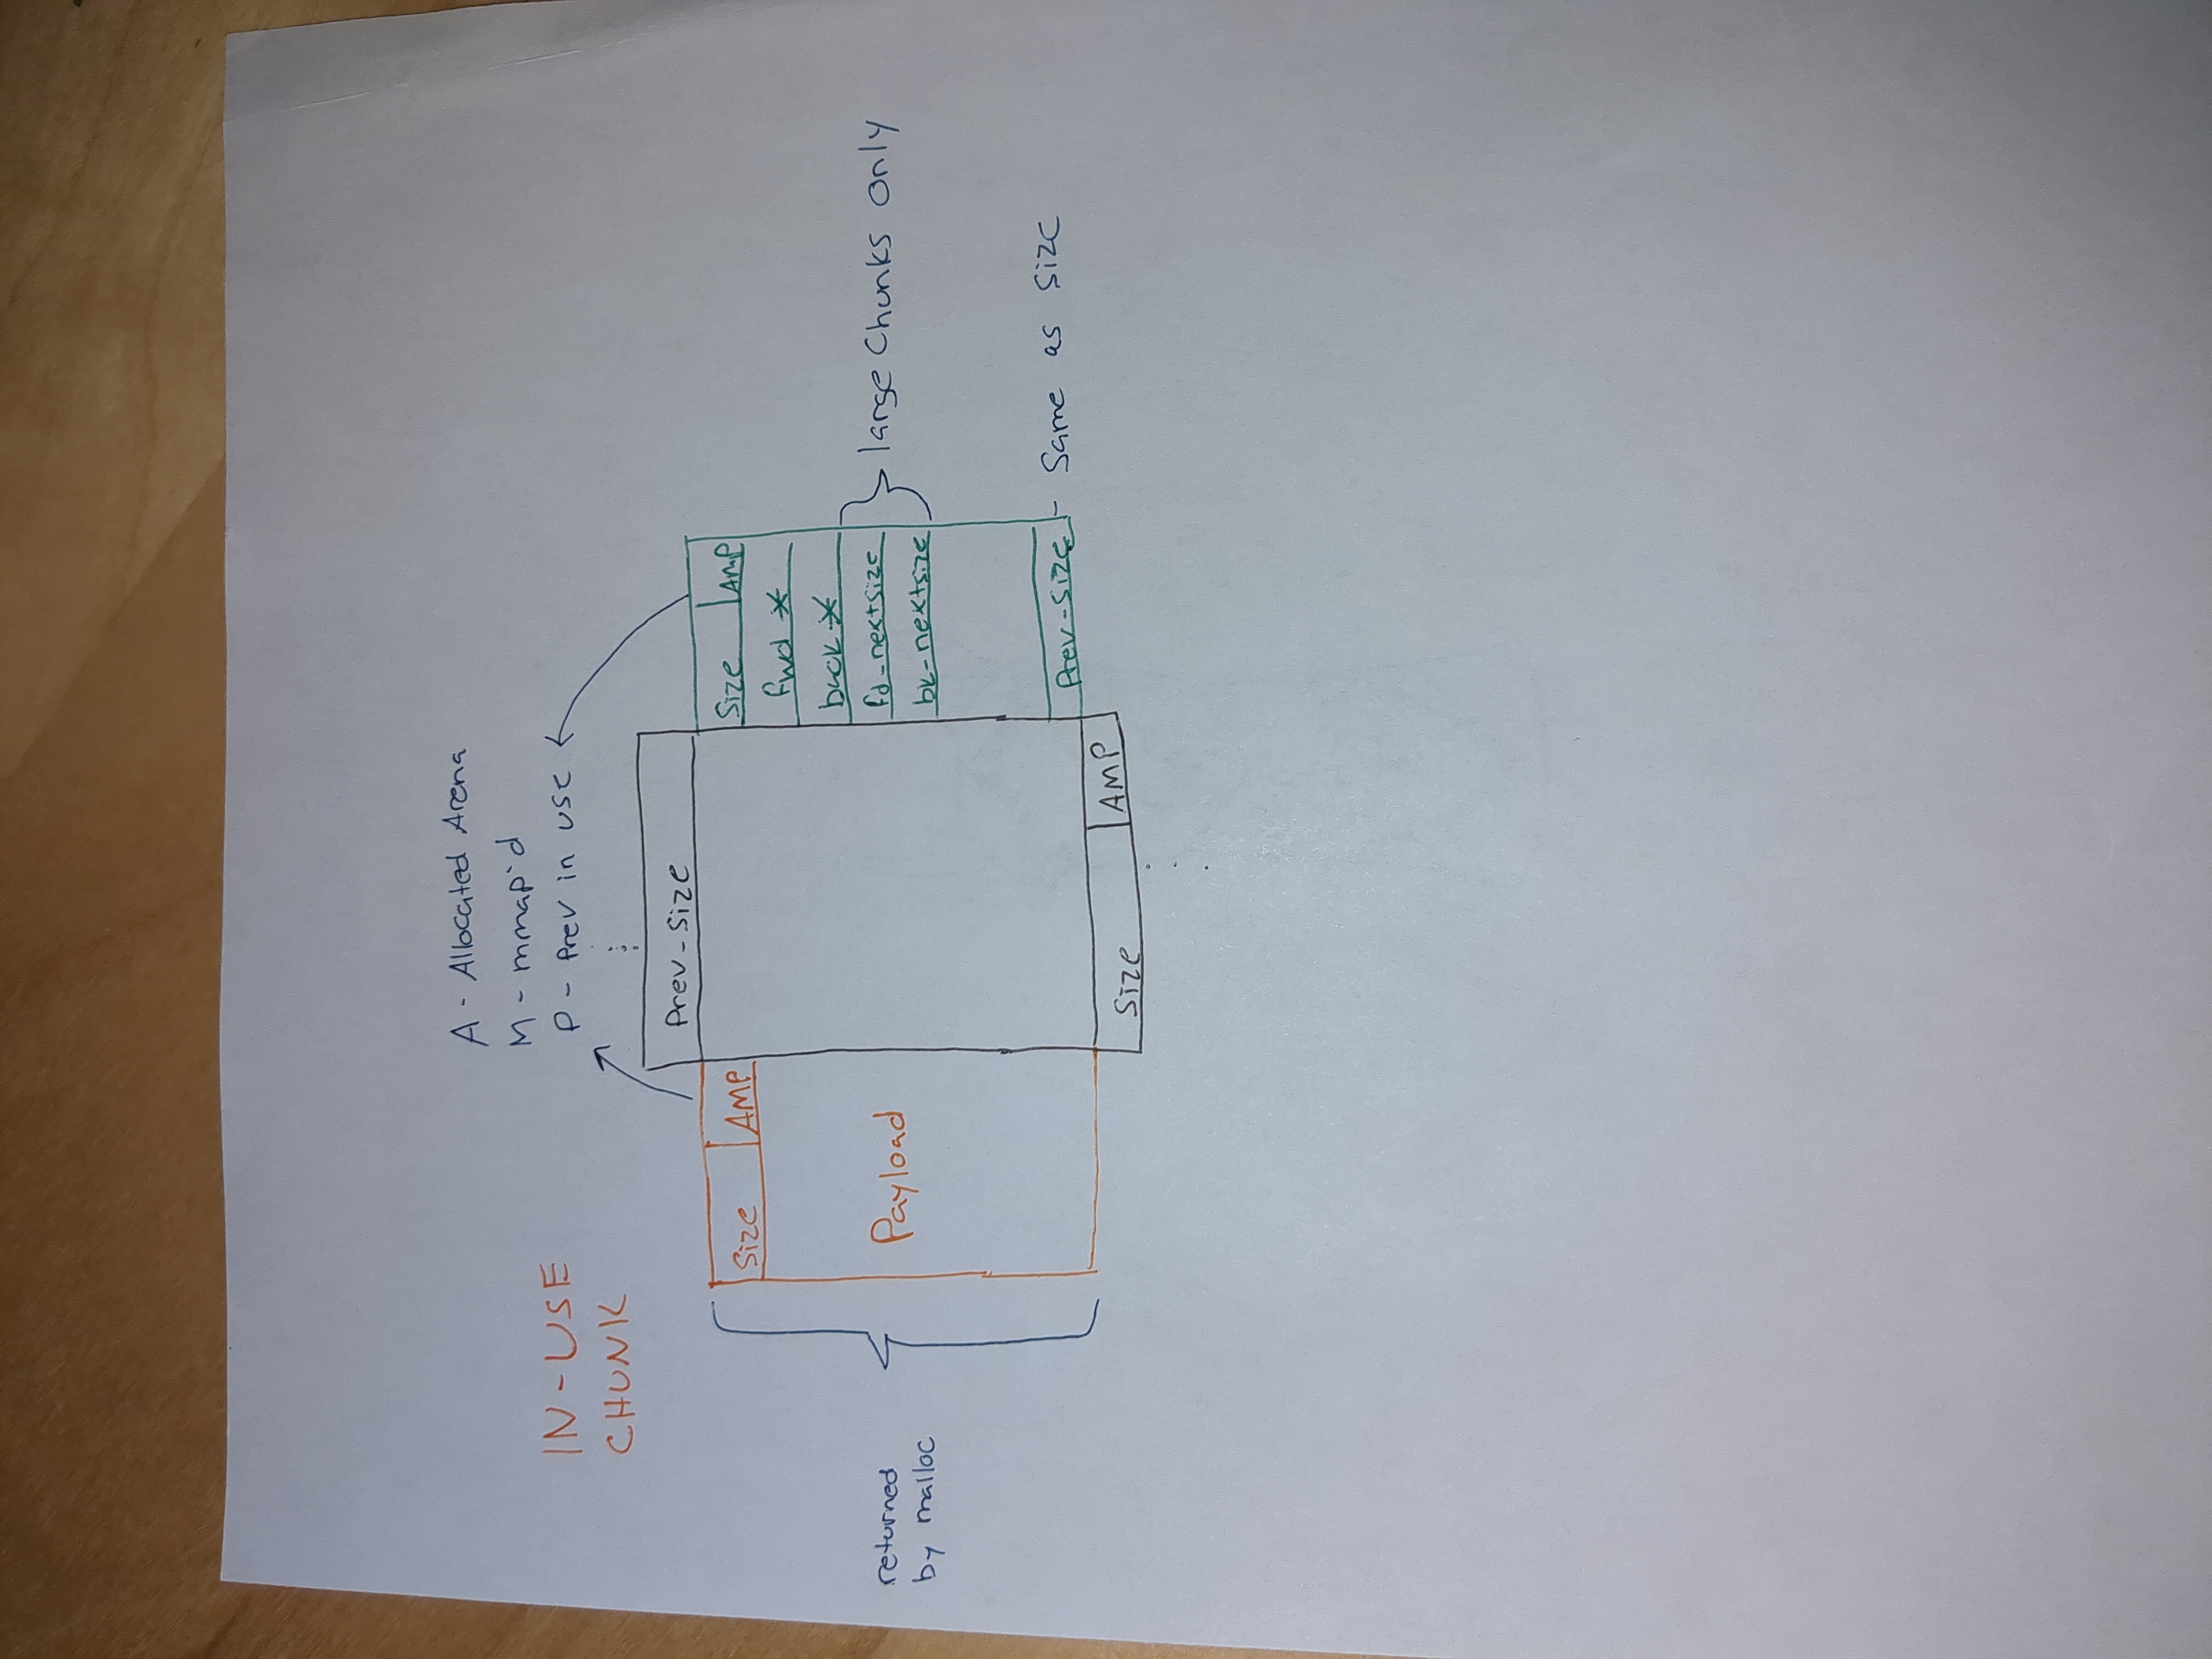 A - Allocated Arena
M - mmap'd
P - Prev in use
IN-USE
CHUNK
Prev-Size
Size AMP
Payload
returned
by malloc
Size AMP
fwd *
back *
fd-nextsize
bk-nextsize
large Chunks only
Prev-Size - Same as Size
Size AMP